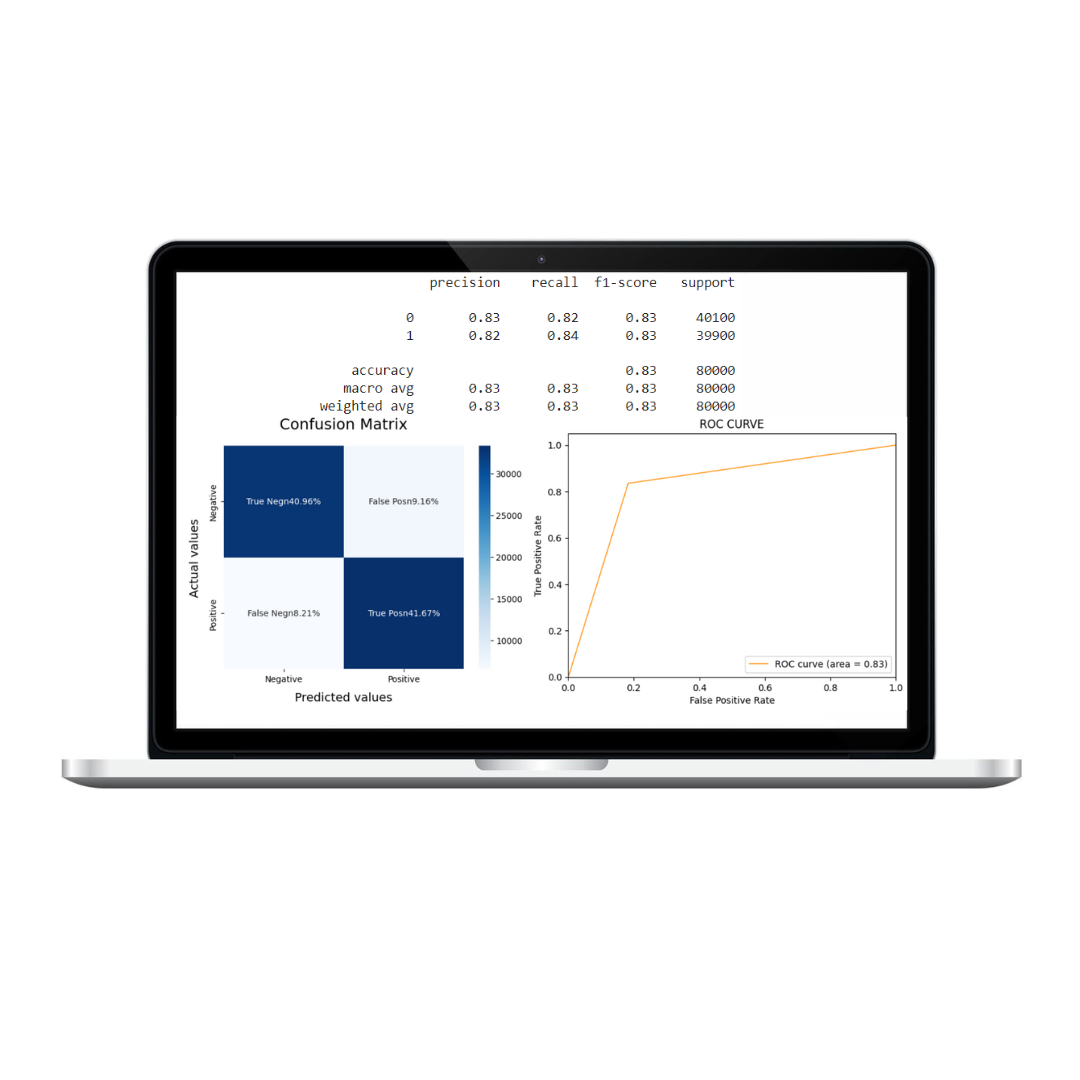 precision recall f1-score support
0 0.83 0.82 0.83 40100
1 0.82 0.84 0.83 39900
accuracy 0.83 80000
macro avg 0.83 0.83 0.83 80000
weighted avg 0.83 0.83 0.83 80000
Confusion Matrix
Actual values
Negative
Positive
True Negn40.96% False Posn9.16%
False Negn8.21% True Posn41.67%
Negative Positive
Predicted values
30000
25000
20000
15000
10000
ROC CURVE
True Positive Rate
1.0
0.8
0.6
0.4
0.2
0.0
ROC curve (area = 0.83)
0.0 0.2 0.4 0.6 0.8 1.0
False Positive Rate